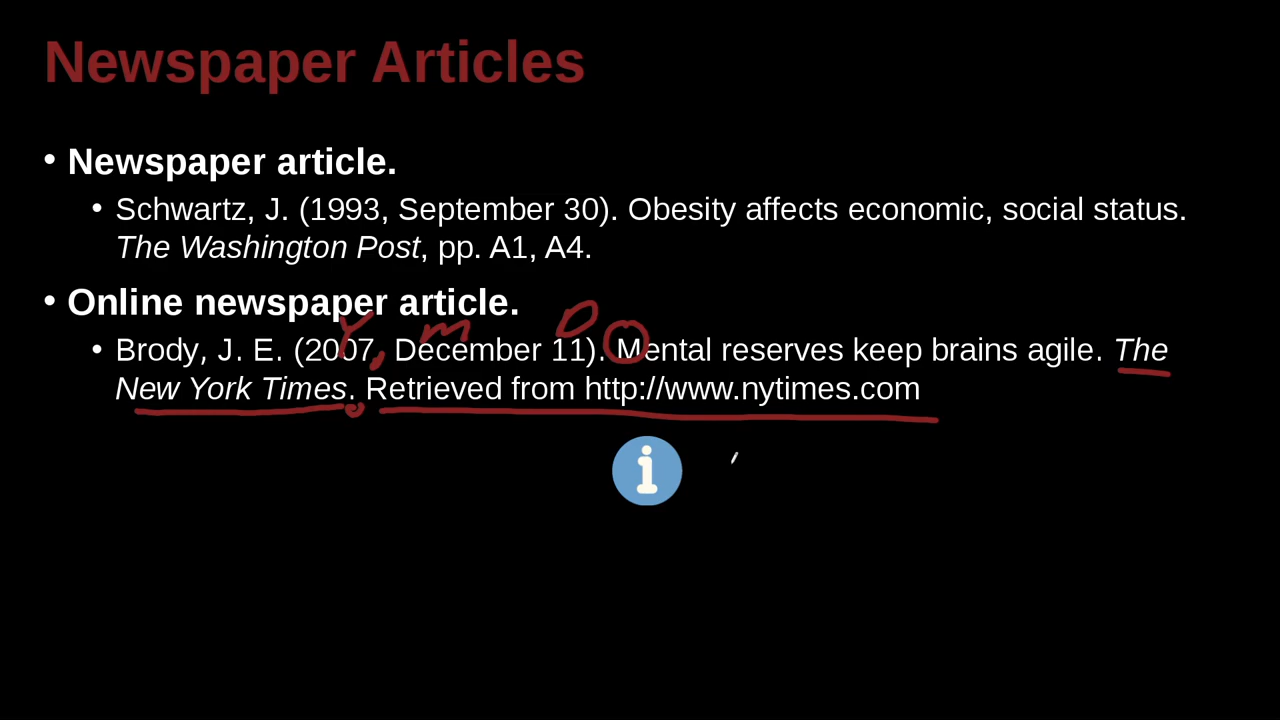 Newspaper Articles
• Newspaper article.
• Schwartz, J. (1993, September 30). Obesity affects economic, social status.
The Washington Post, pp. A1, A4.
• Online newspaper article.
Y, m D
• Brody, J. E. (2007, December 11). Mental reserves keep brains agile. The
New York Times. Retrieved from http://www.nytimes.com
i